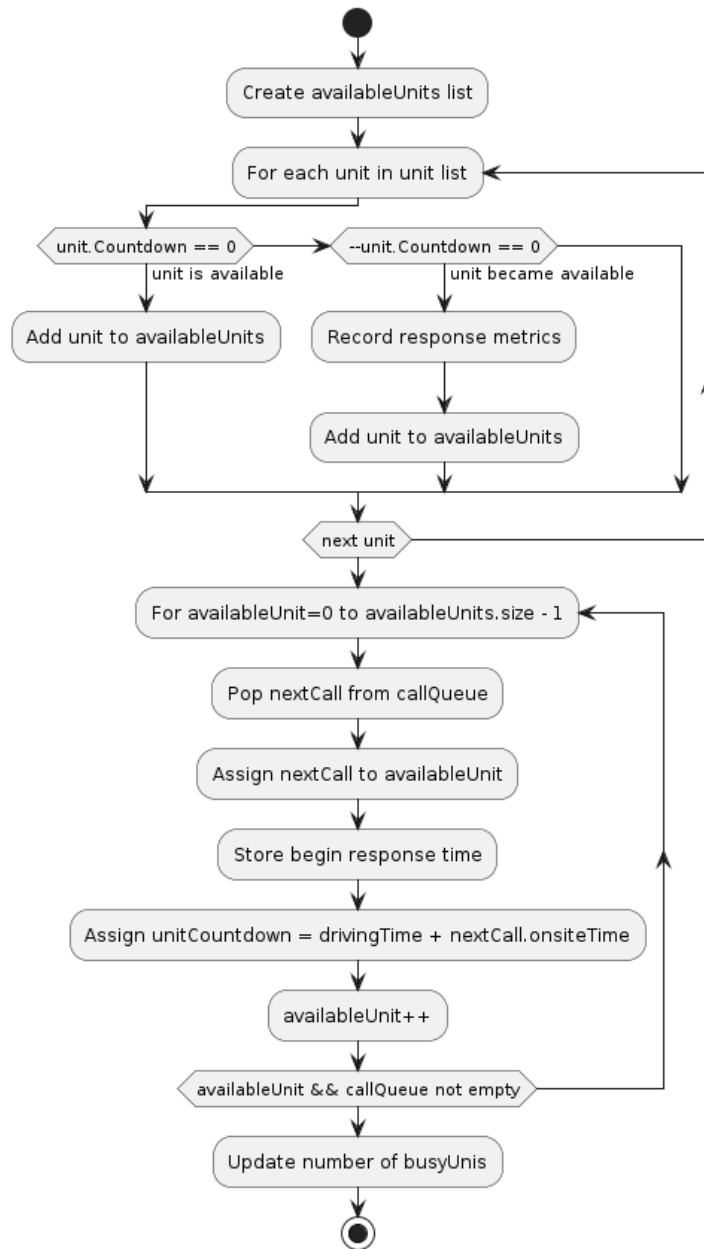 Create availableUnits list
For each unit in unit list
unit.Countdown == 0
--unit.Countdown == 0
unit is available
unit became available
Add unit to availableUnits
Record response metrics
Add unit to availableUnits
next unit
For availableUnit=0 to availableUnits.size - 1
Pop nextCall from callQueue
Assign nextCall to availableUnit
Store begin response time
Assign unitCountdown = drivingTime + nextCall.onsiteTime
availableUnit++
availableUnit && callQueue not empty
Update number of busyUnis